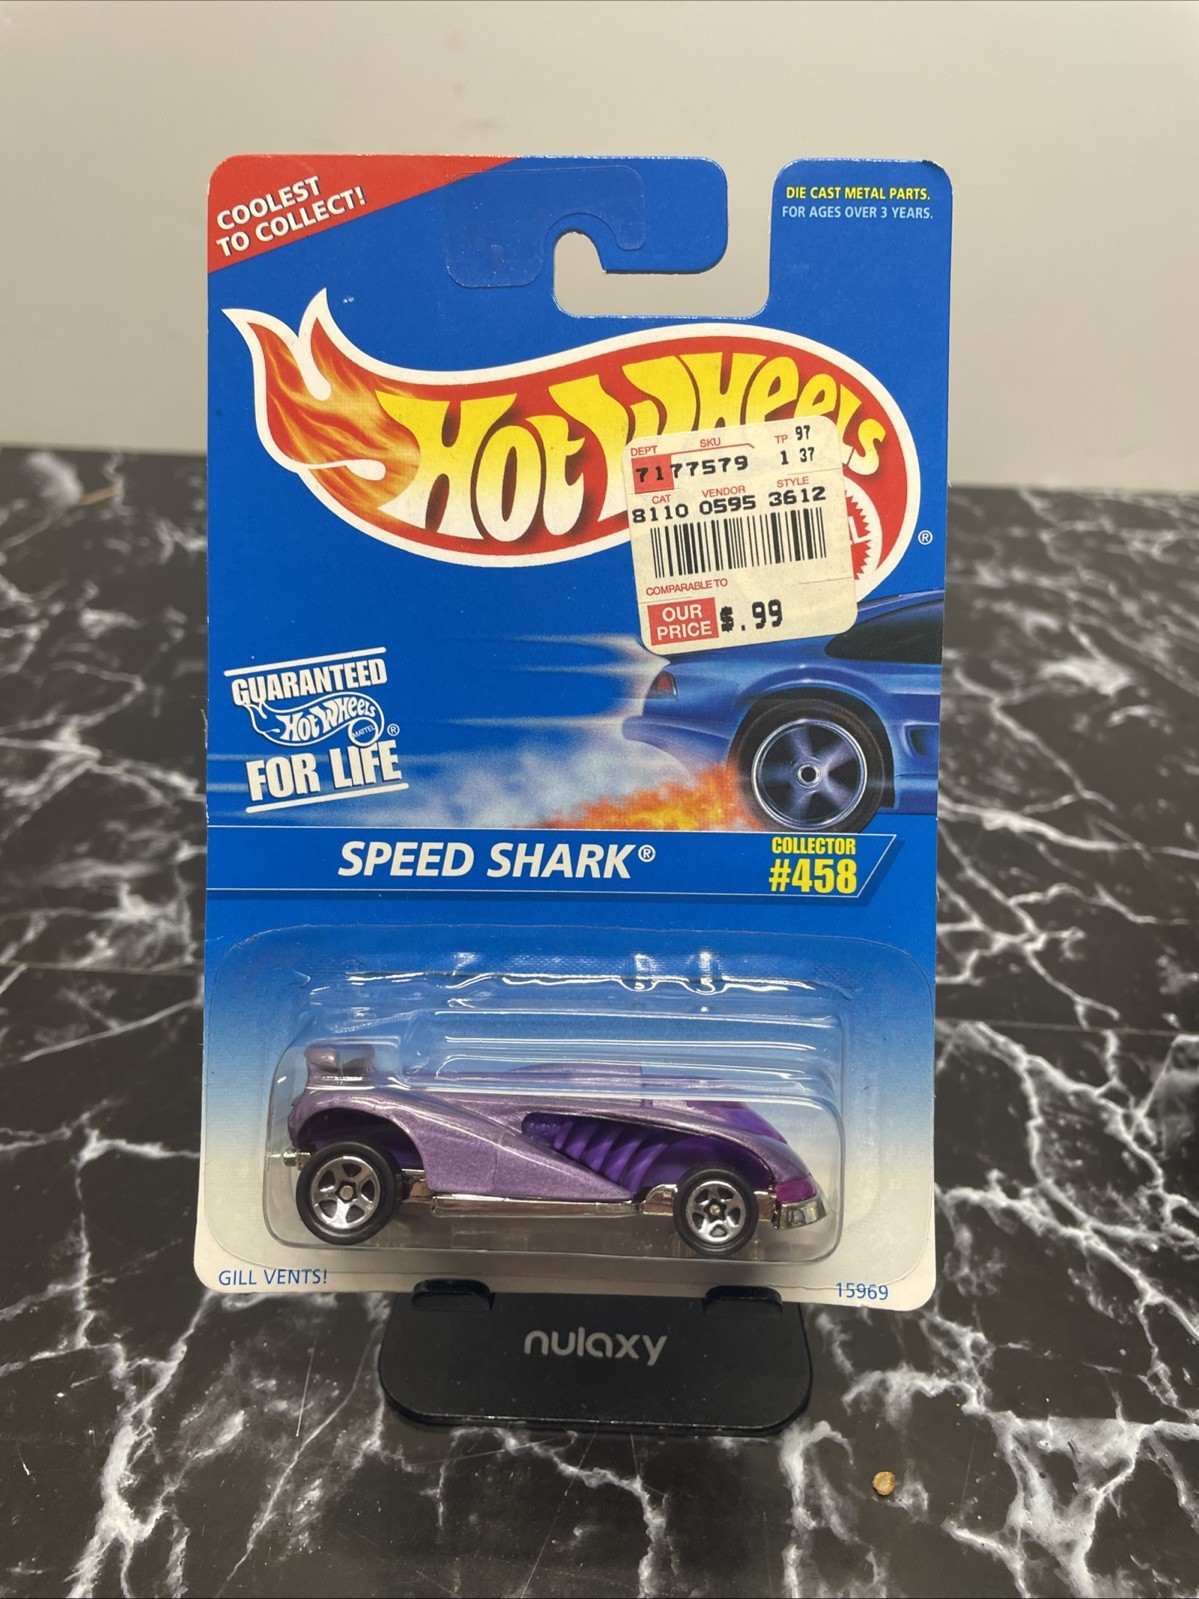 COOLEST
TO COLLECT!
DIE CAST METAL PARTS.
FOR AGES OVER 3 YEARS.
HOT WHEELS
®
DEPT SKU TP 97
7177579 1 37
CAT VENDOR STYLE
8110 0595 3612
COMPARABLE TO
OUR
PRICE $.99
GUARANTEED
HOT WHEELS
MATTEL ®
FOR LIFE
SPEED SHARK®
COLLECTOR
#458
GILL VENTS!
15969
nulaxy